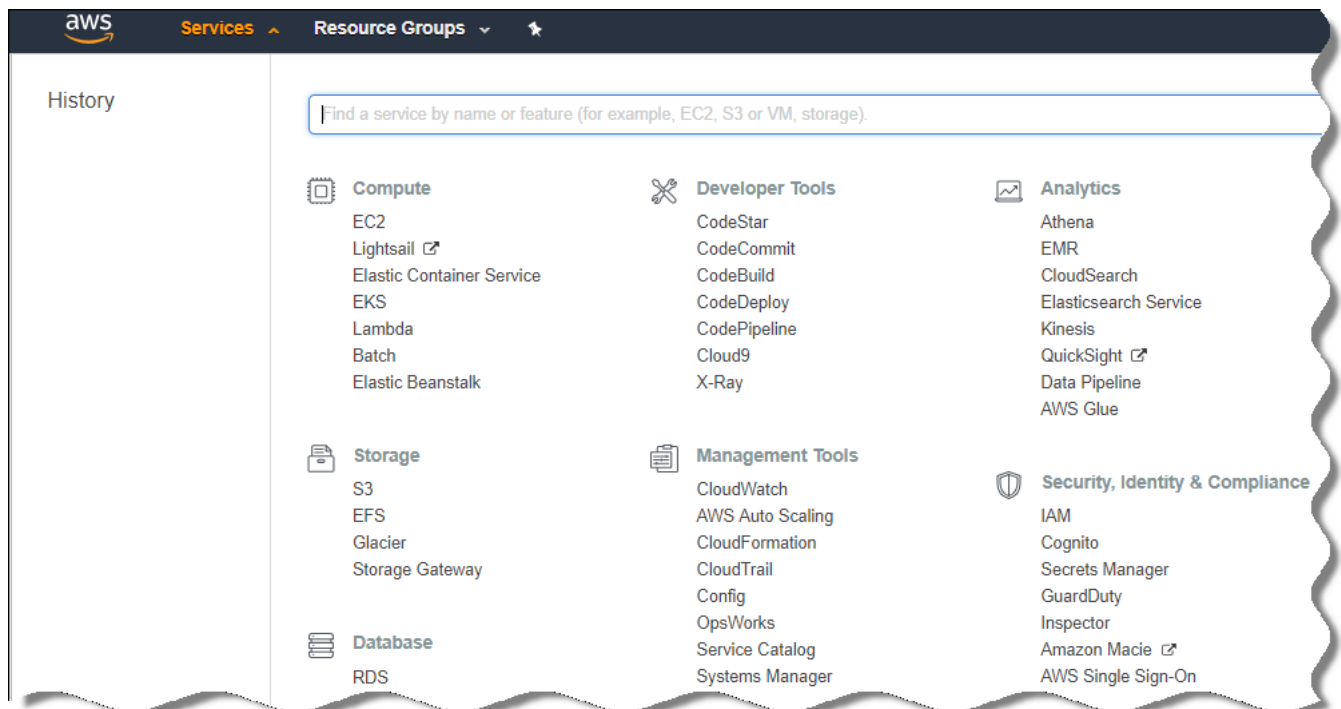 aws Services Resource Groups
History
Find a service by name or feature (for example, EC2, S3 or VM, storage).
Compute
EC2
Lightsail
Elastic Container Service
EKS
Lambda
Batch
Elastic Beanstalk
Storage
S3
EFS
Glacier
Storage Gateway
Database
RDS
Developer Tools
CodeStar
CodeCommit
CodeBuild
CodeDeploy
CodePipeline
Cloud9
X-Ray
Management Tools
CloudWatch
AWS Auto Scaling
CloudFormation
CloudTrail
Config
OpsWorks
Service Catalog
Systems Manager
Analytics
Athena
EMR
CloudSearch
Elasticsearch Service
Kinesis
QuickSight
Data Pipeline
AWS Glue
Security, Identity & Compliance
IAM
Cognito
Secrets Manager
GuardDuty
Inspector
Amazon Macie
AWS Single Sign-On